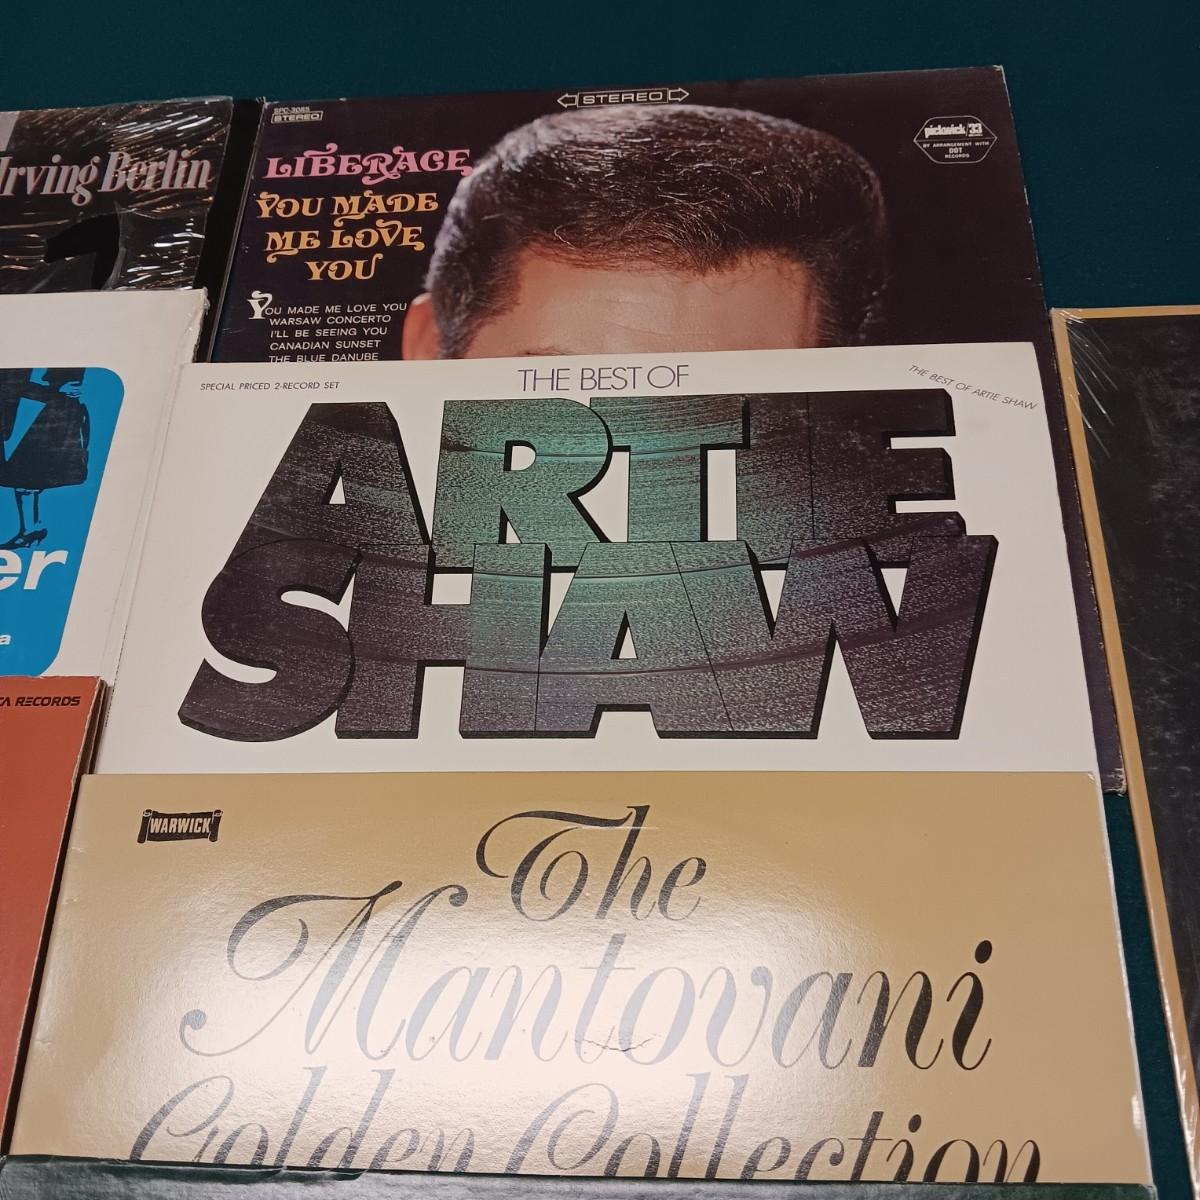 Irving Berlin
SPC-3085
STEREO
STEREO
pickwick/33
BY ARRANGEMENT WITH
DOT
RECORDS
LIBERACE
YOU MADE
ME LOVE
YOU
YOU MADE ME LOVE YOU
WARSAW CONCERTO
I'LL BE SEEING YOU
CANADIAN SUNSET
THE BLUE DANUBE
er
a
CA RECORDS
SPECIAL PRICED 2-RECORD SET
THE BEST OF
THE BEST OF ARTIE SHAW
ARTIE
SHAW
WARWICK
The
Mantovani
Golden Collection